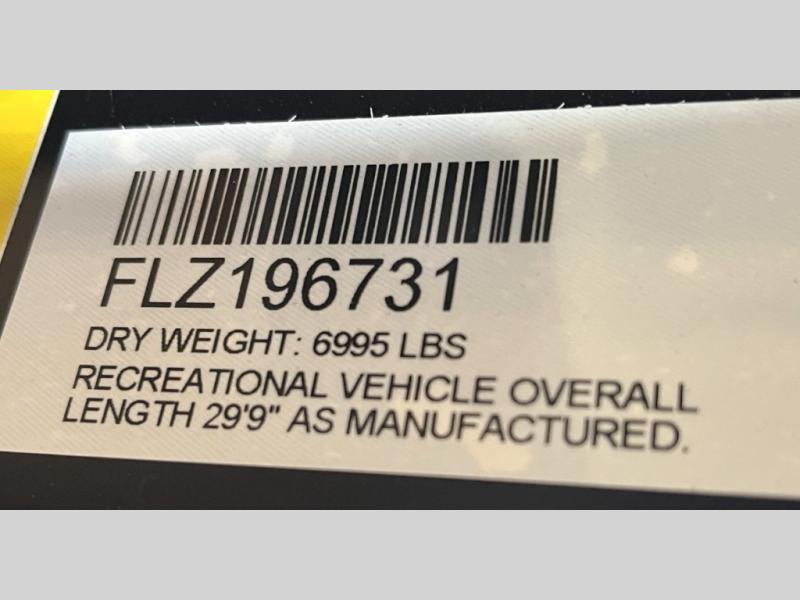 FLZ196731
DRY WEIGHT: 6995 LBS
RECREATIONAL VEHICLE OVERALL
LENGTH 29'9" AS MANUFACTURED.